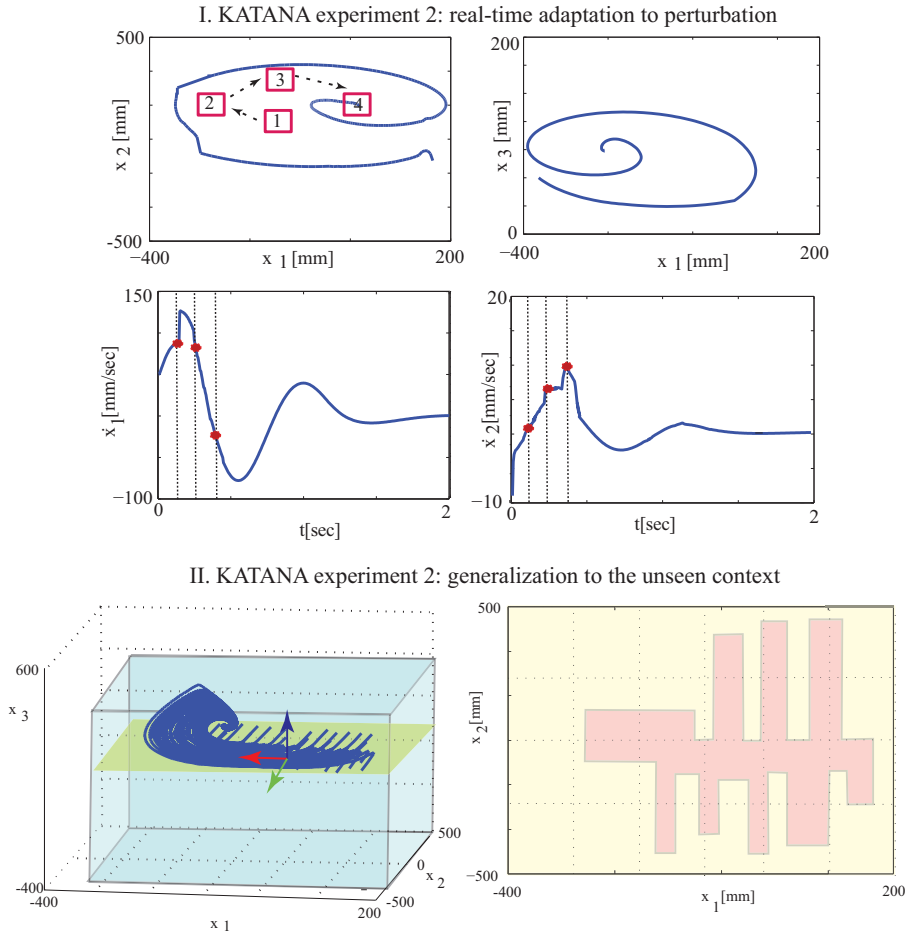 I. KATANA experiment 2: real-time adaptation to perturbation
500
x 2 [mm]
-500
−400
x 1 [mm]
200
1
2
3
4
200
x 3 [mm]
0
−400
x 1 [mm]
200
150
ẋ 1[mm/sec]
−100
0
t[sec]
2
20
ẋ 2[mm/sec]
−10
0
t[sec]
2
II. KATANA experiment 2: generalization to the unseen context
600
x 3
-400
-400
x 1
200
-500
0
500
x 2
500
x 2[mm]
−500
−400
x 1[mm]
200